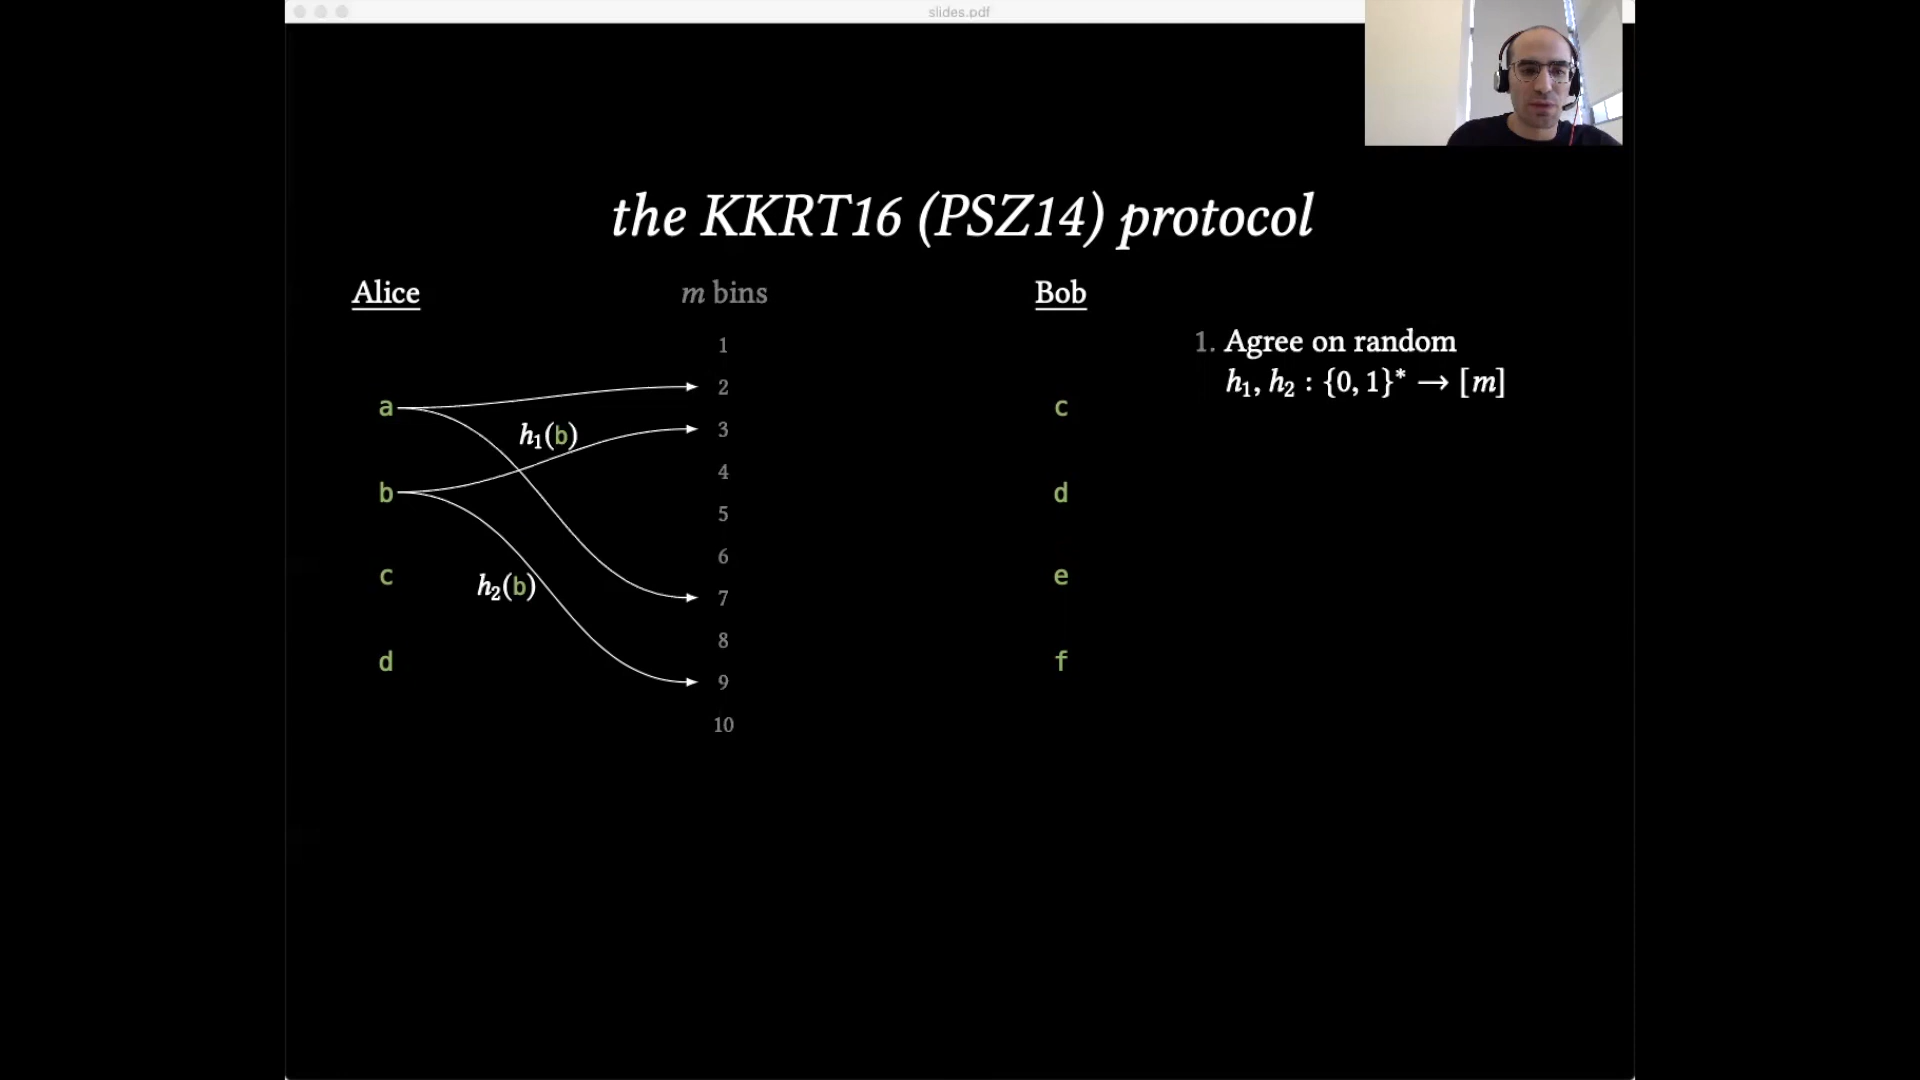 slides.pdf
the KKRT16 (PSZ14) protocol
Alice
m bins
Bob
1. Agree on random
h₁, h₂ : {0, 1}* → [m]
1
2
a
c
h₁(b)
3
4
b
d
5
6
c
e
h₂(b)
7
8
d
f
9
10